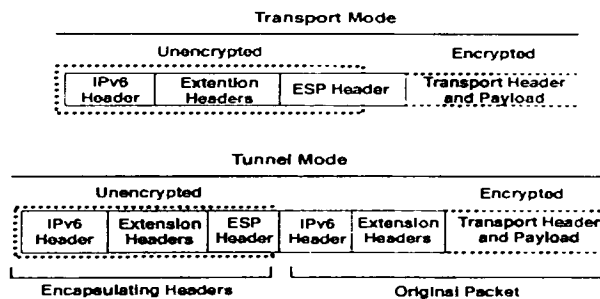 Transport Mode
Unencrypted Encrypted
IPv6 Header Extention Headers ESP Header Transport Header and Payload
Tunnel Mode
Unencrypted Encrypted
IPv6 Header Extension Headers ESP Header IPv6 Header Extension Headers Transport Header and Payload
Encapsulating Headers Original Packet